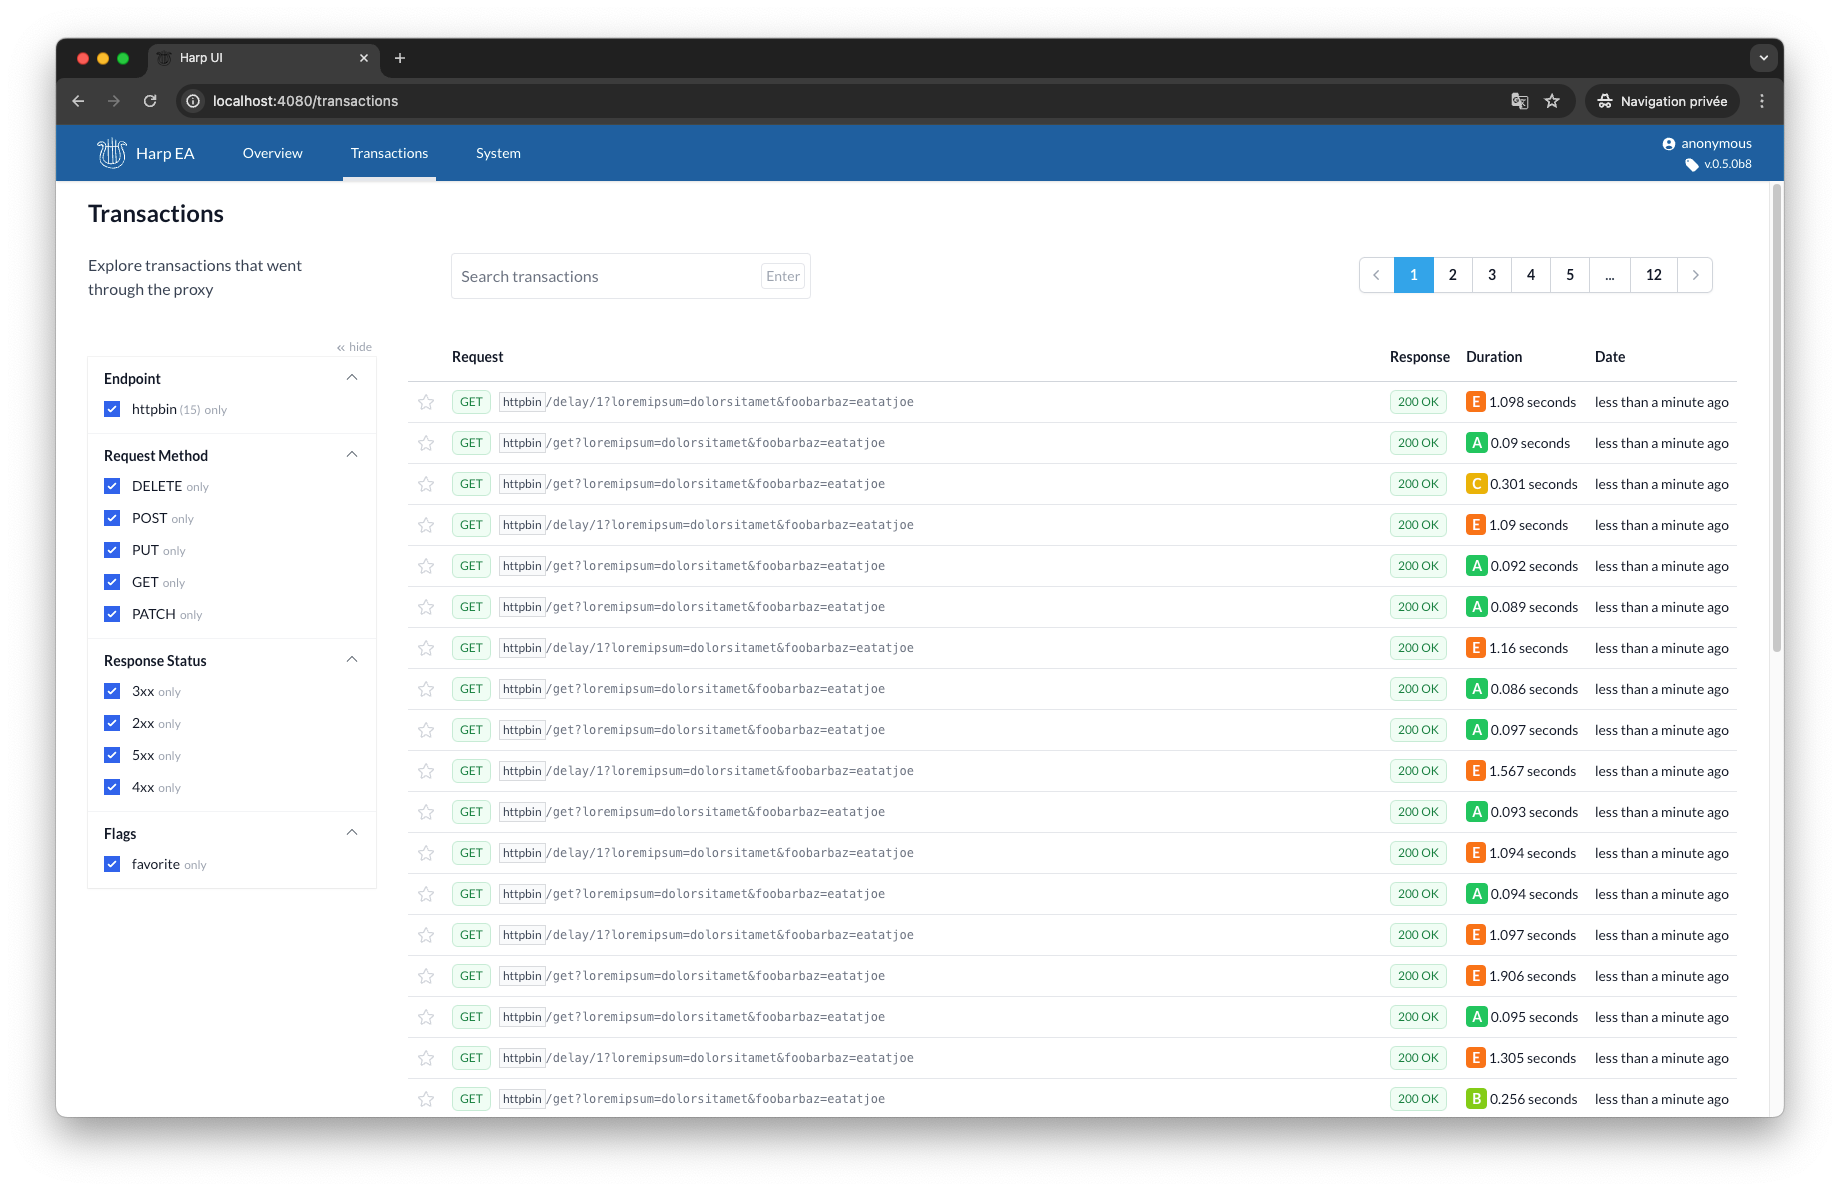 Harp UI
localhost:4080/transactions
Navigation privée
Harp EA
Overview
Transactions
System
anonymous
v.0.5.0b8
Transactions
Explore transactions that went
through the proxy
Search transactions
Enter
1 2 3 4 5 ... 12
« hide
Endpoint
httpbin (15) only
Request Method
DELETE only
POST only
PUT only
GET only
PATCH only
Response Status
3xx only
2xx only
5xx only
4xx only
Flags
favorite only
Request Response Duration Date
GET httpbin/delay/1?loremipsum=dolorsitamet&foobarbaz=eatatjoe 200 OK E 1.098 seconds less than a minute ago
GET httpbin/get?loremipsum=dolorsitamet&foobarbaz=eatatjoe 200 OK A 0.09 seconds less than a minute ago
GET httpbin/get?loremipsum=dolorsitamet&foobarbaz=eatatjoe 200 OK C 0.301 seconds less than a minute ago
GET httpbin/delay/1?loremipsum=dolorsitamet&foobarbaz=eatatjoe 200 OK E 1.09 seconds less than a minute ago
GET httpbin/get?loremipsum=dolorsitamet&foobarbaz=eatatjoe 200 OK A 0.092 seconds less than a minute ago
GET httpbin/get?loremipsum=dolorsitamet&foobarbaz=eatatjoe 200 OK A 0.089 seconds less than a minute ago
GET httpbin/delay/1?loremipsum=dolorsitamet&foobarbaz=eatatjoe 200 OK E 1.16 seconds less than a minute ago
GET httpbin/get?loremipsum=dolorsitamet&foobarbaz=eatatjoe 200 OK A 0.086 seconds less than a minute ago
GET httpbin/get?loremipsum=dolorsitamet&foobarbaz=eatatjoe 200 OK A 0.097 seconds less than a minute ago
GET httpbin/delay/1?loremipsum=dolorsitamet&foobarbaz=eatatjoe 200 OK E 1.567 seconds less than a minute ago
GET httpbin/get?loremipsum=dolorsitamet&foobarbaz=eatatjoe 200 OK A 0.093 seconds less than a minute ago
GET httpbin/delay/1?loremipsum=dolorsitamet&foobarbaz=eatatjoe 200 OK E 1.094 seconds less than a minute ago
GET httpbin/get?loremipsum=dolorsitamet&foobarbaz=eatatjoe 200 OK A 0.094 seconds less than a minute ago
GET httpbin/delay/1?loremipsum=dolorsitamet&foobarbaz=eatatjoe 200 OK E 1.097 seconds less than a minute ago
GET httpbin/get?loremipsum=dolorsitamet&foobarbaz=eatatjoe 200 OK E 1.906 seconds less than a minute ago
GET httpbin/get?loremipsum=dolorsitamet&foobarbaz=eatatjoe 200 OK A 0.095 seconds less than a minute ago
GET httpbin/delay/1?loremipsum=dolorsitamet&foobarbaz=eatatjoe 200 OK E 1.305 seconds less than a minute ago
GET httpbin/get?loremipsum=dolorsitamet&foobarbaz=eatatjoe 200 OK B 0.256 seconds less than a minute ago